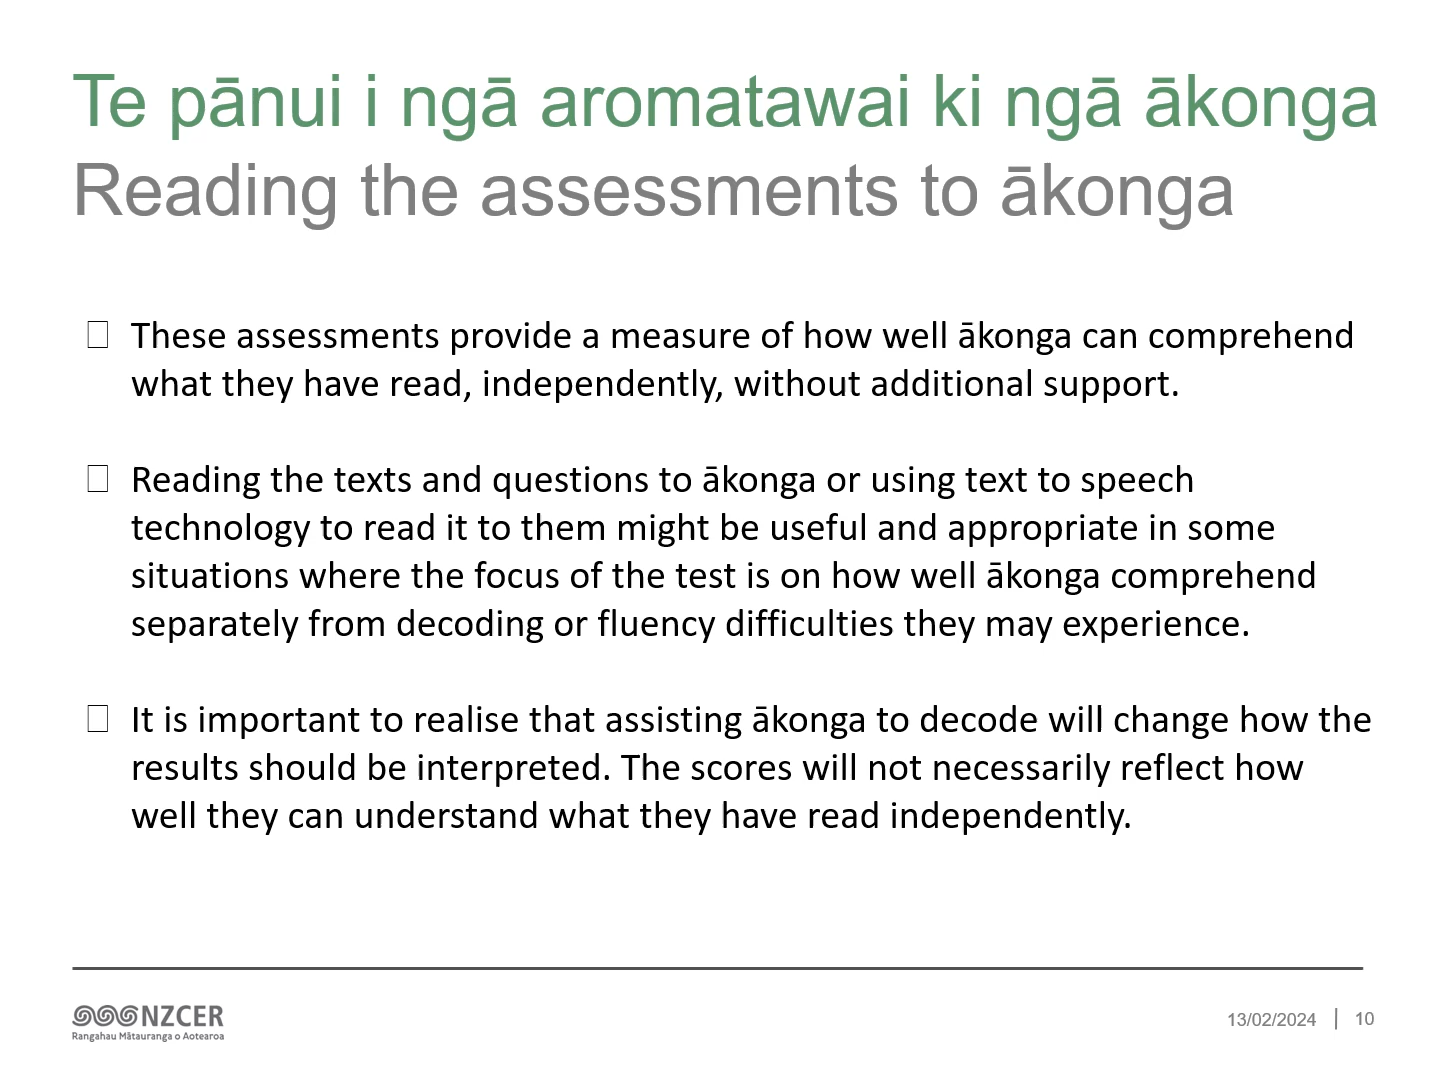 Te pānui i ngā aromatawai ki ngā ākonga
Reading the assessments to ākonga
These assessments provide a measure of how well ākonga can comprehend
what they have read, independently, without additional support.
Reading the texts and questions to ākonga or using text to speech
technology to read it to them might be useful and appropriate in some
situations where the focus of the test is on how well ākonga comprehend
separately from decoding or fluency difficulties they may experience.
It is important to realise that assisting ākonga to decode will change how the
results should be interpreted. The scores will not necessarily reflect how
well they can understand what they have read independently.
NZCER
Rangahau Mātauranga o Aotearoa
13/02/2024 | 10